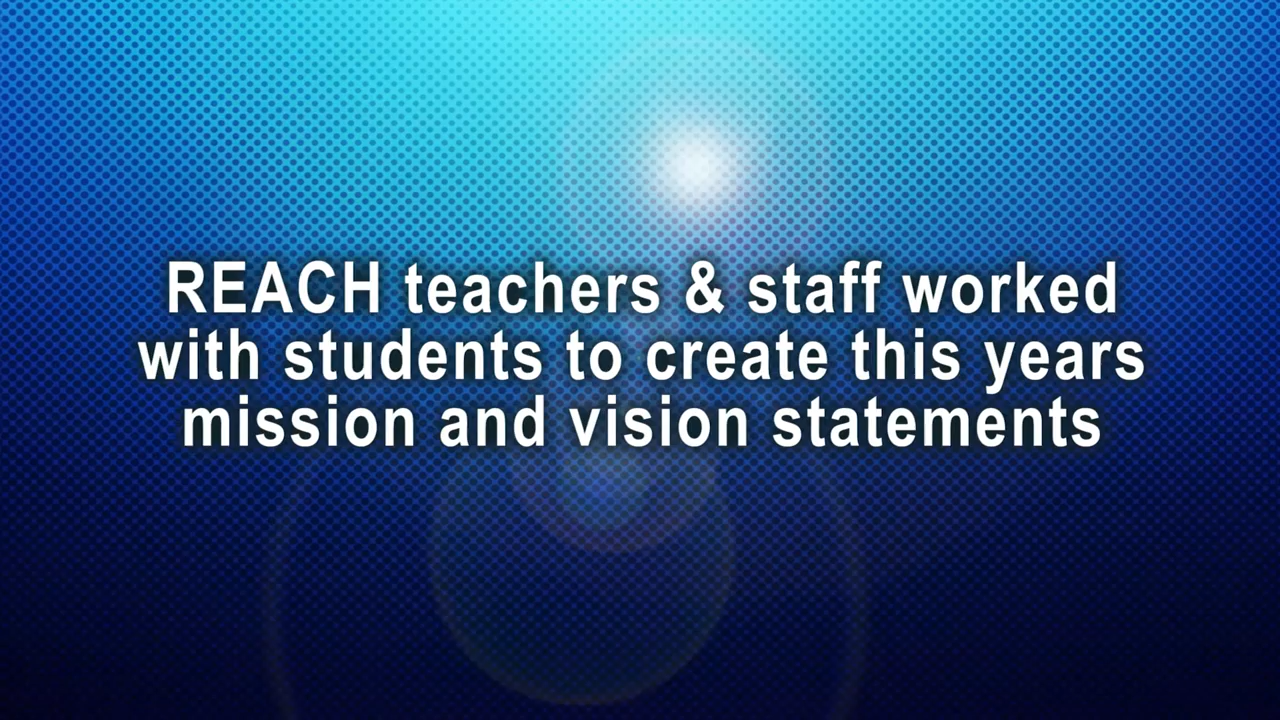 REACH teachers & staff worked
with students to create this years
mission and vision statements